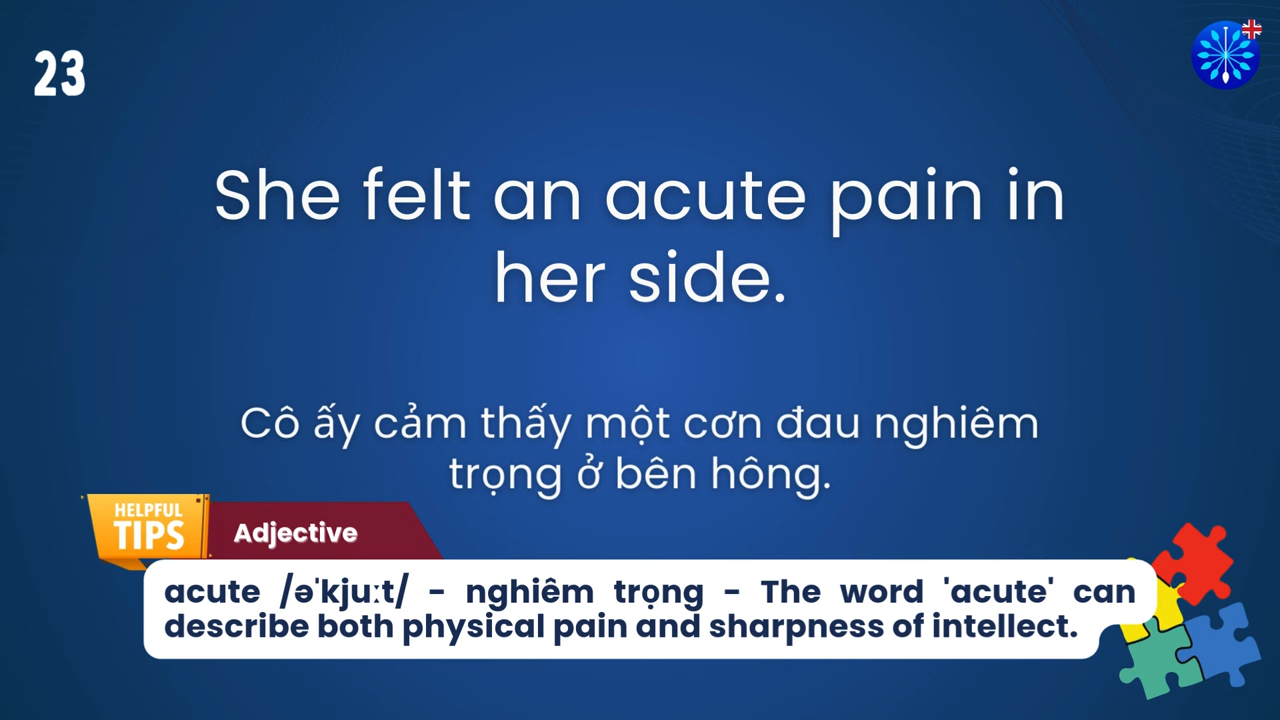 23
She felt an acute pain in
her side.
Cô ấy cảm thấy một cơn đau nghiêm
trọng ở bên hông.
HELPFUL
TIPS
Adjective
acute /ə'kjuːt/ - nghiêm trọng - The word 'acute' can
describe both physical pain and sharpness of intellect.